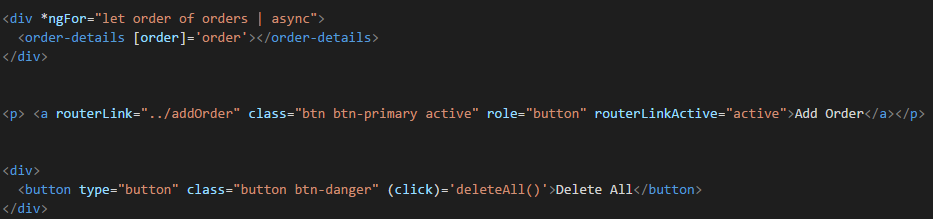 <div *ngFor="let order of orders | async">
  <order-details [order]='order'></order-details>
</div>
<p> <a routerLink="../addOrder" class="btn btn-primary active" role="button" routerLinkActive="active">Add Order</a></p>
<div>
  <button type="button" class="button btn-danger" (click)='deleteAll()'>Delete All</button>
</div>